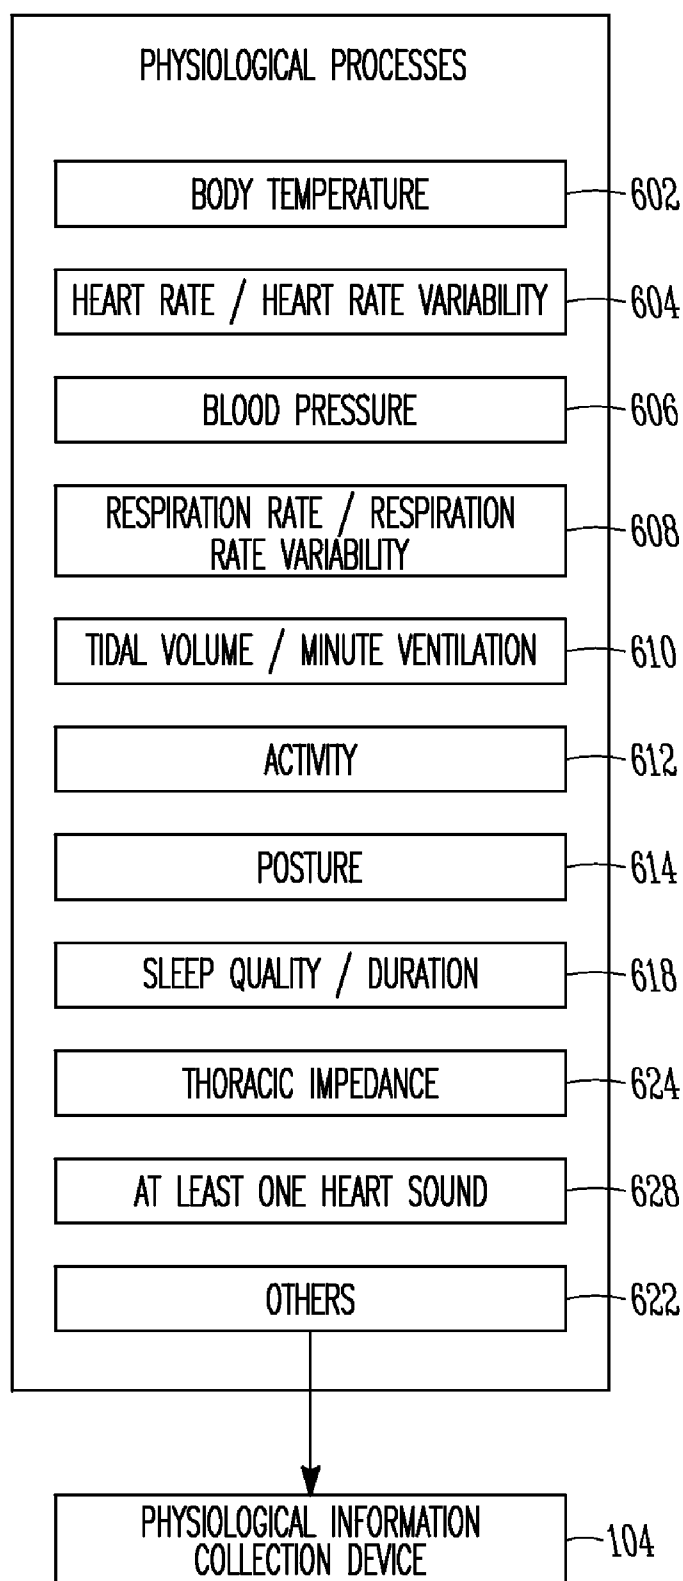 PHYSIOLOGICAL PROCESSES
BODY TEMPERATURE
602
HEART RATE / HEART RATE VARIABILITY
604
BLOOD PRESSURE
606
RESPIRATION RATE / RESPIRATION
RATE VARIABILITY
608
TIDAL VOLUME / MINUTE VENTILATION
610
ACTIVITY
612
POSTURE
614
SLEEP QUALITY / DURATION
618
THORACIC IMPEDANCE
624
AT LEAST ONE HEART SOUND
628
OTHERS
622
PHYSIOLOGICAL INFORMATION
COLLECTION DEVICE
104